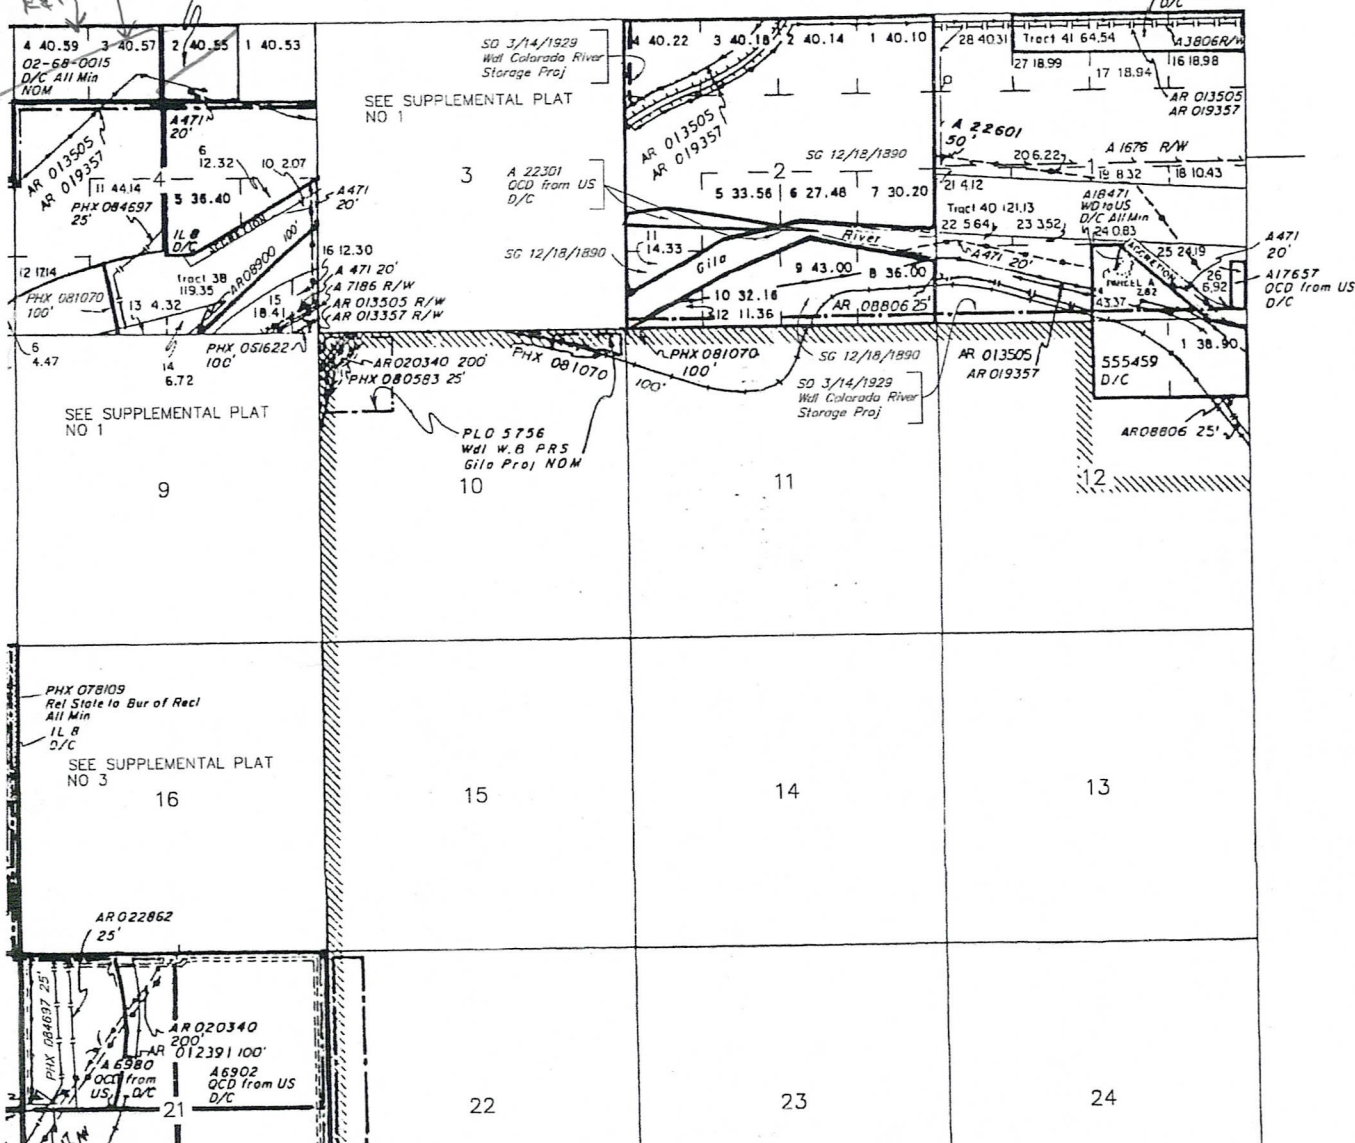 D/C
4 40.59
3 40.57
2 40.55
1 40.53
02-68-0015
D/C All Min
NOM
A471
20'
AR 013505
AR 019357
6
12.32
10 2.07
11 44.14
4
PHX 084697
25'
5 36.40
A471
20'
IL 8
D/C
ACCRETION
AR08900 100'
Tract 38
119.35
PHX 081070
100'
13 4.32
15
18.41
16 12.30
A 471 20'
A 7186 R/W
AR 013505 R/W
AR 013357 R/W
6
4.47
PHX 051622
100'
14
6.72
SEE SUPPLEMENTAL PLAT
NO 1
3
SO 3/14/1929
Wdl Colorado River
Storage Proj
A 22301
QCD from US
D/C
SG 12/18/1890
4 40.22
3 40.18
2 40.14
1 40.10
AR 013505
AR 019357
SG 12/18/1890
2
5 33.56
6 27.48
7 30.20
11
14.33
Gila
River
9 43.00
8 36.00
10 32.16
12 11.36
AR 08806 25'
28 40.31
Tract 41 64.54
A3806R/W
27 18.99
17 18.94
16 18.98
AR 013505
AR 019357
A 22601
50'
A 1676 R/W
20 6.22
1
19 8.32
18 10.43
21 4.12
A18471
WD to US
D/C All Min
Tract 40 121.13
22 5.64
23 3.52
24 0.83
A471 20'
ACCRETION
25 24.19
A471
20'
26
6.92
A17657
QCD from US
D/C
PARCEL A
2.82
4
43.37
1 38.90
555459
D/C
AR 013505
AR 019357
AR08806 25'
AR020340 200'
PHX 080583 25'
PHX 081070
PHX 081070
100'
100'
SG 12/18/1890
SO 3/14/1929
Wdl Colorado River
Storage Proj
PLO 5756
Wdl W.B PRS
Gila Proj NOM
SEE SUPPLEMENTAL PLAT
NO 1
9
10
11
12
PHX 078109
Rel State to Bur of Recl
All Min
IL 8
D/C
SEE SUPPLEMENTAL PLAT
NO 3
16
15
14
13
AR 022862
25'
PHX 084697 25'
AR 020340
200'
AR 012391 100'
A 6980
QCD from
US D/C
A6902
QCD from US
D/C
21
22
23
24